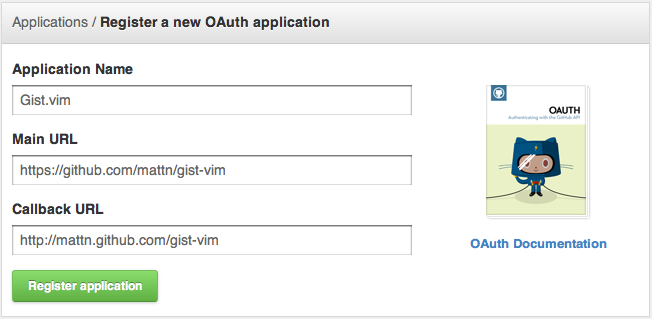 Applications / Register a new OAuth application
Application Name
Gist.vim
Main URL
https://github.com/mattn/gist-vim
Callback URL
http://mattn.github.com/gist-vim
Register application
OAUTH
Authenticating with the GitHub API
OAuth Documentation